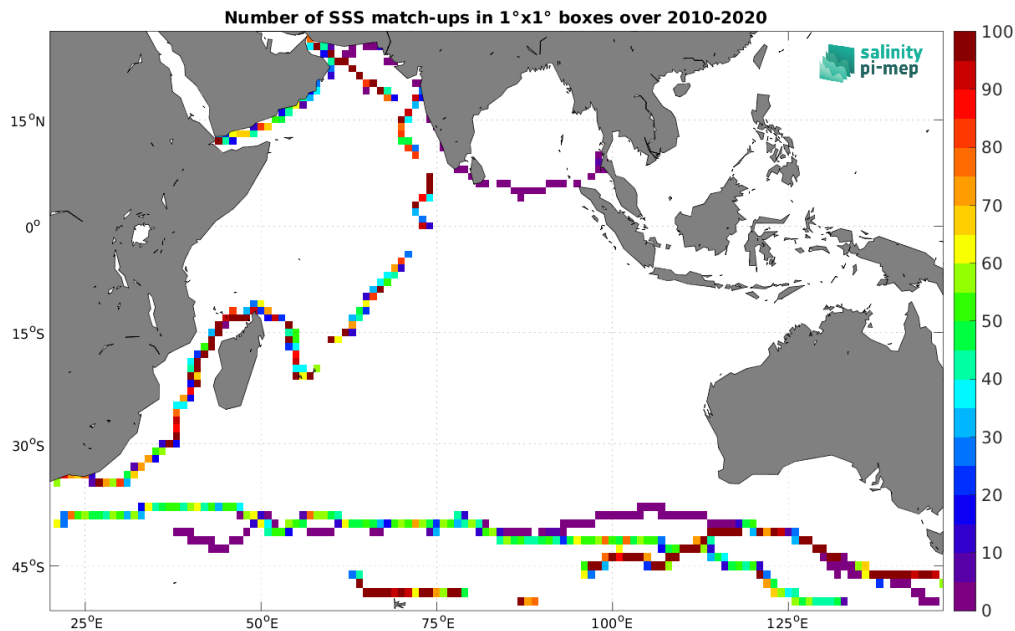 Number of SSS match-ups in 1°x1° boxes over 2010-2020
salinity
pi-mep
15°N
0°
15°S
30°S
45°S
25°E
50°E
75°E
100°E
125°E
100
90
80
70
60
50
40
30
20
10
0